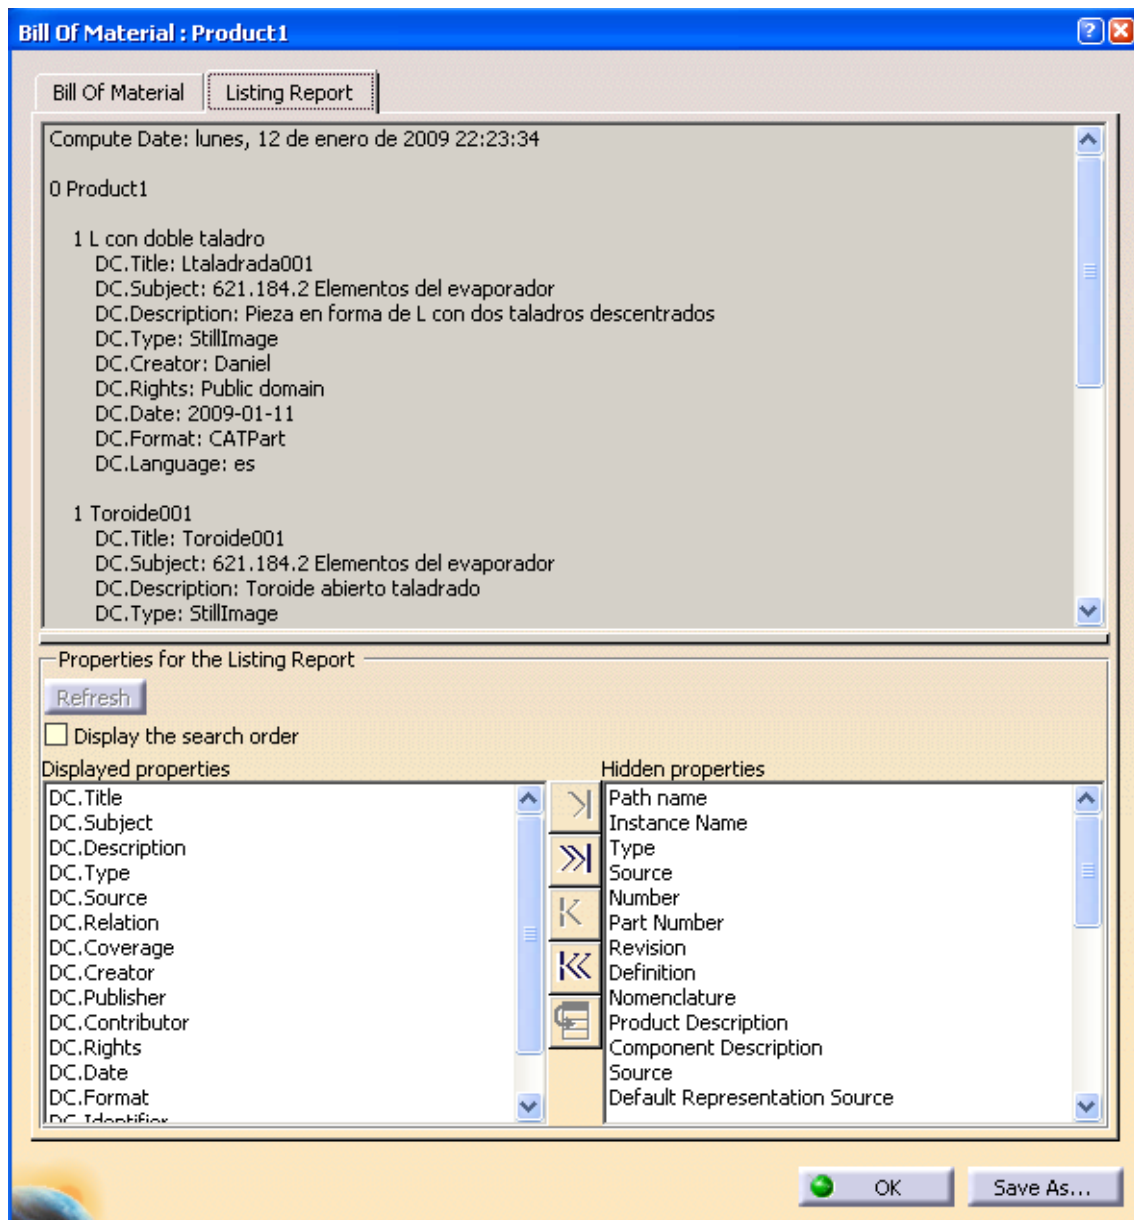 Bill Of Material : Product1
Bill Of Material
Listing Report
Compute Date: lunes, 12 de enero de 2009 22:23:34
0 Product1
1 L con doble taladro
DC.Title: Ltaladrada001
DC.Subject: 621.184.2 Elementos del evaporador
DC.Description: Pieza en forma de L con dos taladros descentrados
DC.Type: StillImage
DC.Creator: Daniel
DC.Rights: Public domain
DC.Date: 2009-01-11
DC.Format: CATPart
DC.Language: es
1 Toroide001
DC.Title: Toroide001
DC.Subject: 621.184.2 Elementos del evaporador
DC.Description: Toroide abierto taladrado
DC.Type: StillImage
Properties for the Listing Report
Refresh
Display the search order
Displayed properties
DC.Title
DC.Subject
DC.Description
DC.Type
DC.Source
DC.Relation
DC.Coverage
DC.Creator
DC.Publisher
DC.Contributor
DC.Rights
DC.Date
DC.Format
DC.Identifier
Hidden properties
Path name
Instance Name
Type
Source
Number
Part Number
Revision
Definition
Nomenclature
Product Description
Component Description
Source
Default Representation Source
OK
Save As...